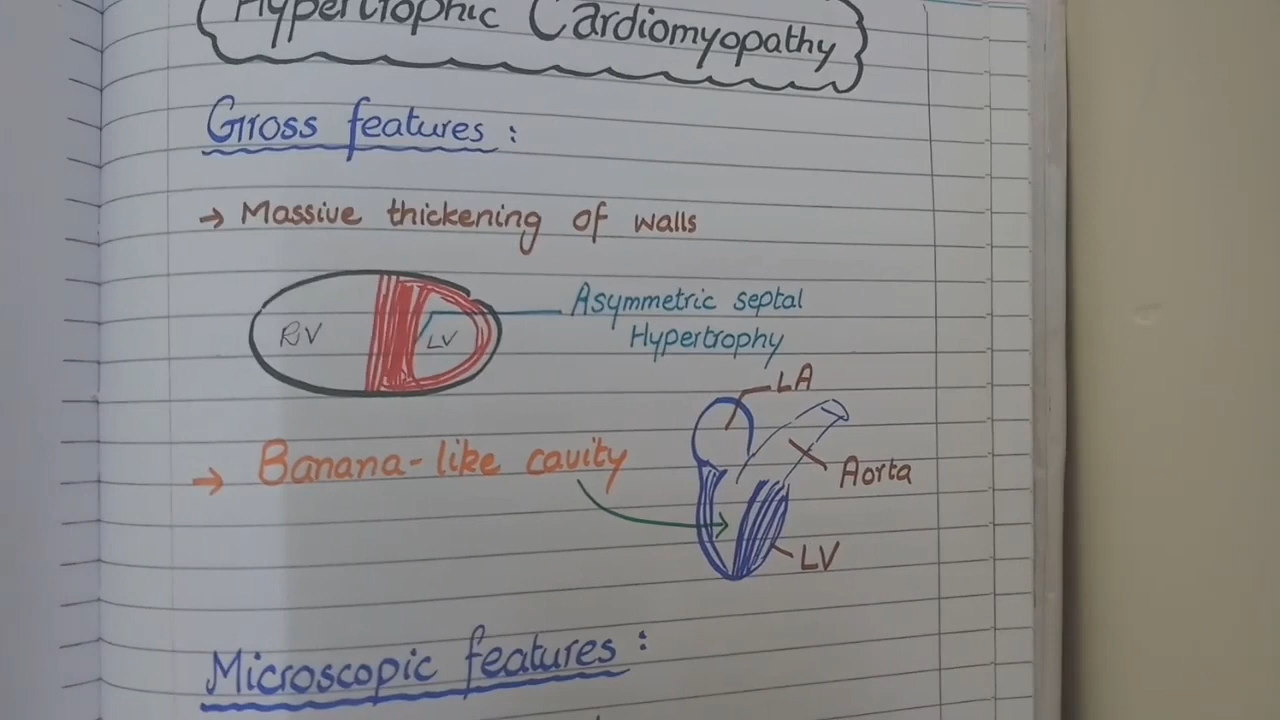 Hypertrophic Cardiomyopathy
Gross features :
→ Massive thickening of walls
RV
LV
Asymmetric septal
Hypertrophy
LA
→ Banana-like cavity
Aorta
LV
Microscopic features :